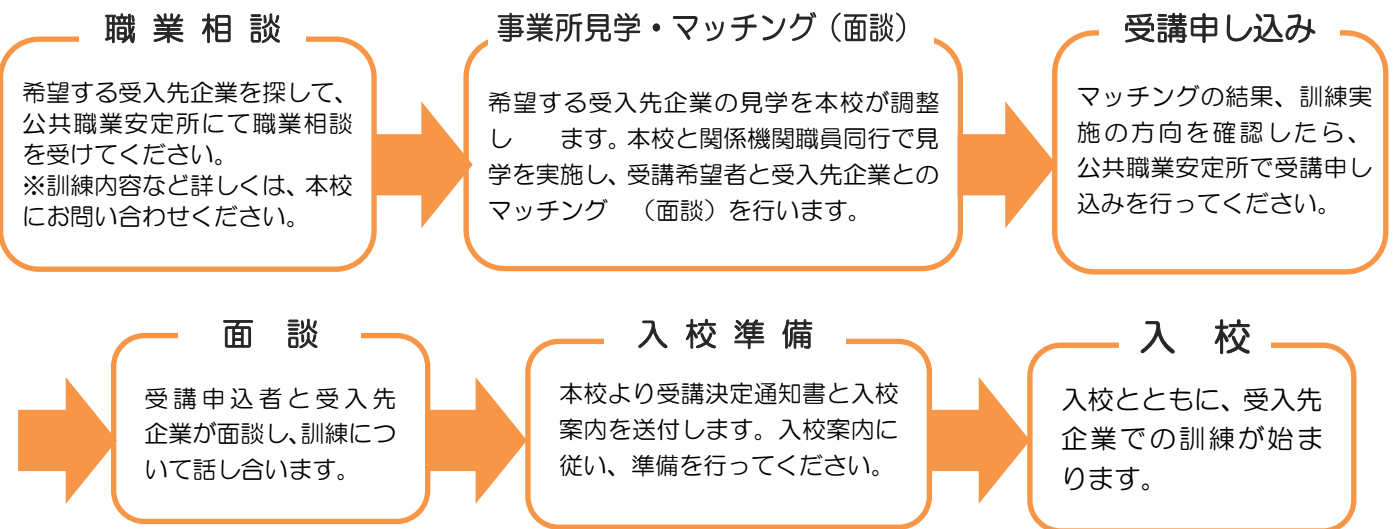 職業相談
希望する受入先企業を探して、
公共職業安定所にて職業相談
を受けてください。
※訓練内容など詳しくは、本校
にお問い合わせください。
事業所見学・マッチング（面談）
希望する受入先企業の見学を本校が調整
し　　ます。本校と関係機関職員同行で見
学を実施し、受講希望者と受入先企業との
マッチング　（面談）を行います。
受講申し込み
マッチングの結果、訓練実
施の方向を確認したら、
公共職業安定所で受講申し
込みを行ってください。
面談
受講申込者と受入先
企業が面談し、訓練につ
いて話し合います。
入校準備
本校より受講決定通知書と入校
案内を送付します。入校案内に
従い、準備を行ってください。
入校
入校とともに、受入先
企業での訓練が始ま
ります。